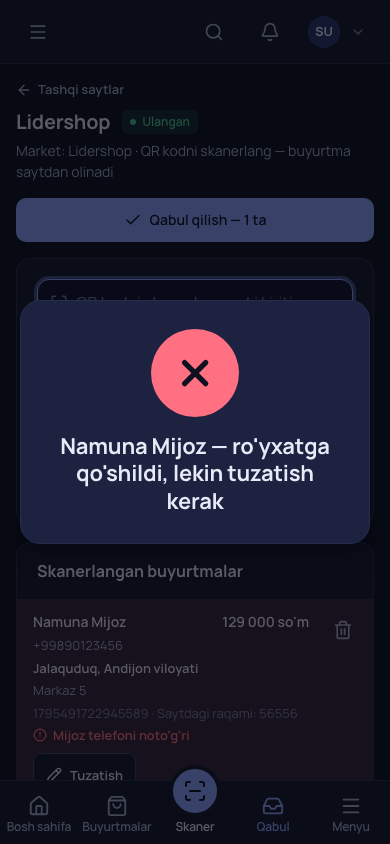 SU
Tashqi saytlar
Lidershop
Ulangan
Market: Lidershop · QR kodni skanerlang — buyurtma
saytdan olinadi
Qabul qilish — 1 ta
Namuna Mijoz — ro'yxatga
qo'shildi, lekin tuzatish
kerak
Skanerlangan buyurtmalar
Namuna Mijoz 129 000 so'm
+99890123456
Jalaquduq, Andijon viloyati
Markaz 5
1795491722945589 · Saytdagi raqami: 56556
Mijoz telefoni noto'g'ri
Tuzatish
Bosh sahifa Buyurtmalar Skaner Qabul Menyu